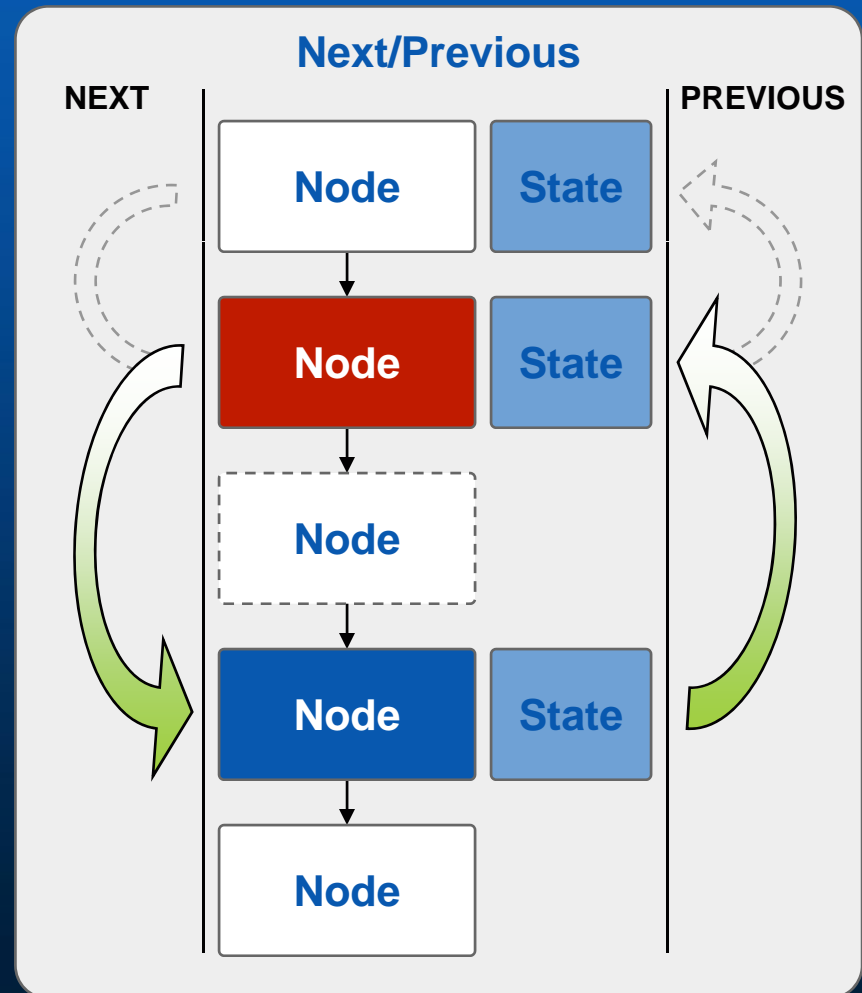 Next/Previous
NEXT
PREVIOUS
Node
State
Node
State
Node
Node
State
Node